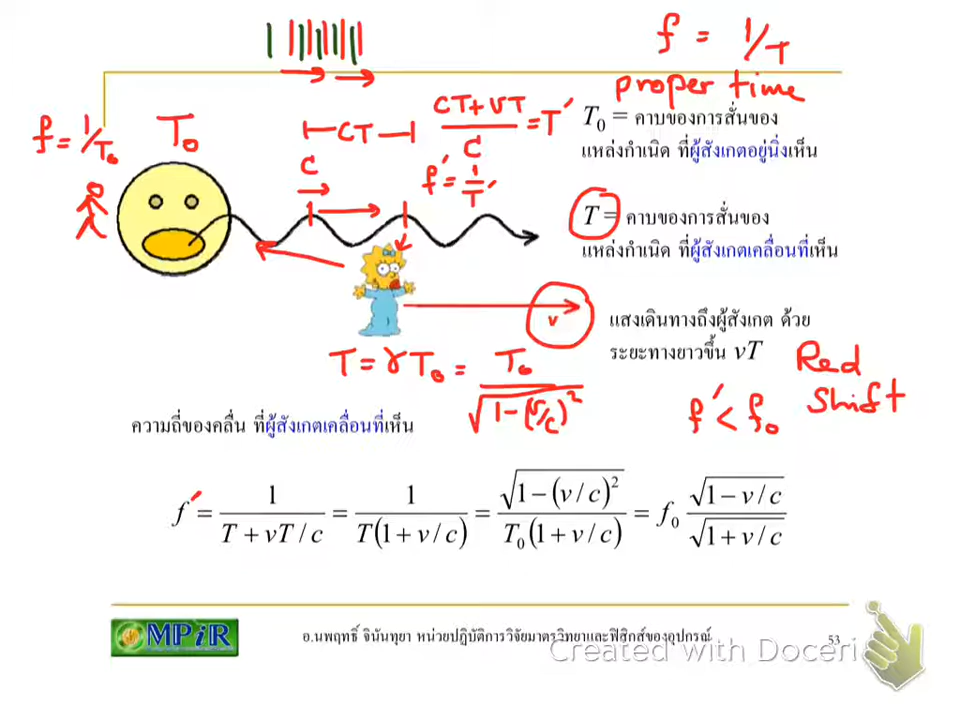 f = 1/T
proper time
f = 1/T₀
T₀
CT
C
(CT + VT)/C = T′
f′ = 1/T′
T₀ = คาบของการสั่นของ
แหล่งกำเนิด ที่ผู้สังเกตอยู่นิ่งเห็น
T = คาบของการสั่นของ
แหล่งกำเนิด ที่ผู้สังเกตเคลื่อนที่เห็น
v
แสงเดินทางถึงผู้สังเกต ด้วย
ระยะทางยาวขึ้น vT
T = γT₀ = T₀/√(1-(v/c)²)
Red
shift
f′ < f₀
ความถี่ของคลื่น ที่ผู้สังเกตเคลื่อนที่เห็น
f′ = 1/(T + vT / c) = 1/(T(1 + v / c)) = √(1 − (v / c)²)/(T₀(1 + v / c)) = f₀ √(1 − v / c)/√(1 + v / c)
MPiR
อ.นพฤทธิ์ จินันทุยา หน่วยปฏิบัติการวิจัยมาตรวิทยาและฟิสิกส์ของอุปกรณ์
53
Created with Doceri